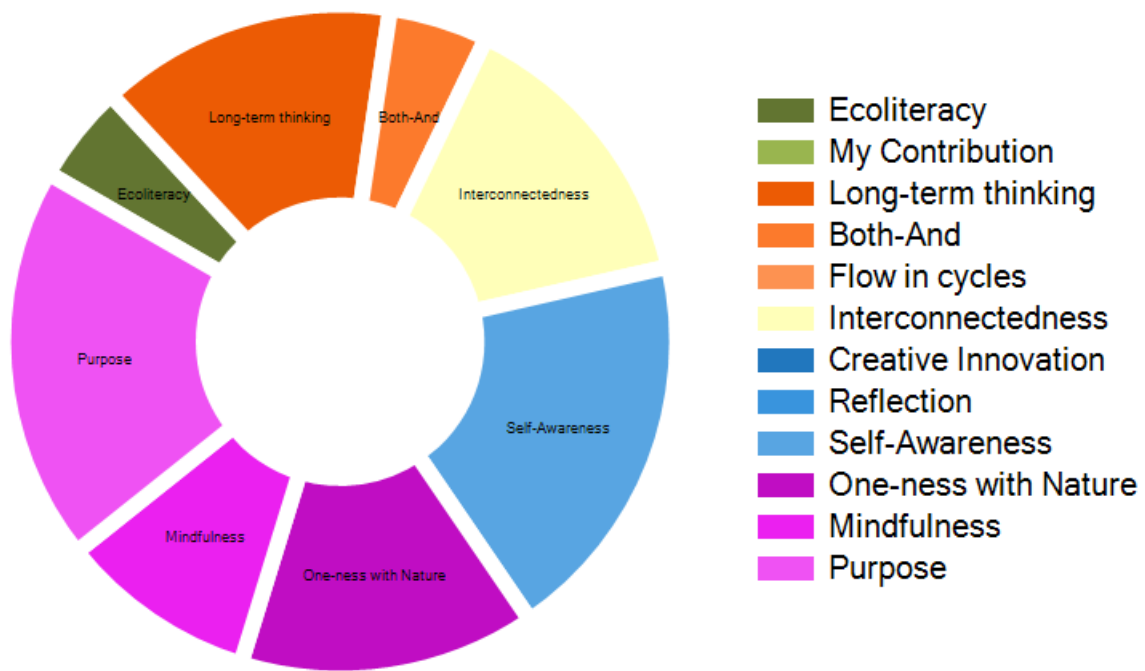 Long-term thinking
Both-And
Ecoliteracy
Interconnectedness
Purpose
Self-Awareness
Mindfulness
One-ness with Nature
Ecoliteracy
My Contribution
Long-term thinking
Both-And
Flow in cycles
Interconnectedness
Creative Innovation
Reflection
Self-Awareness
One-ness with Nature
Mindfulness
Purpose